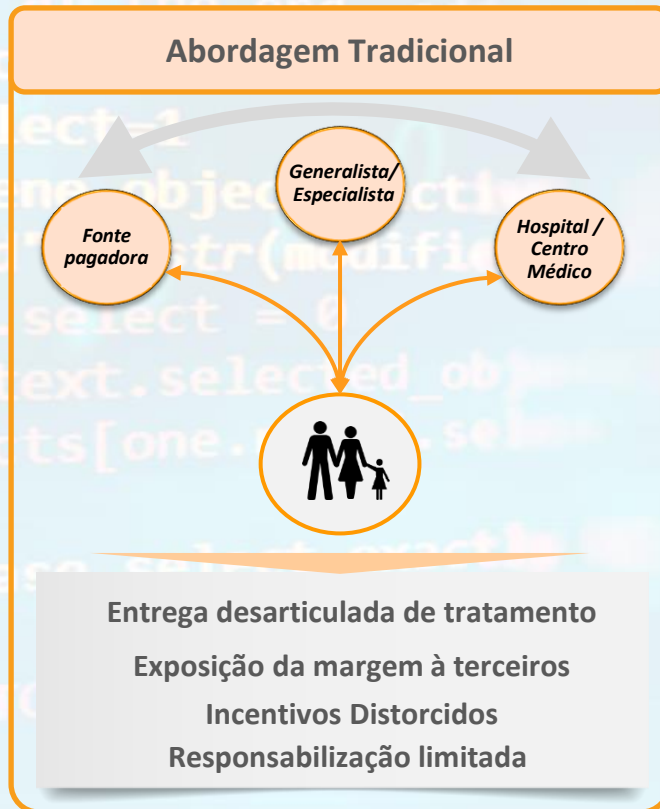 Abordagem Tradicional
Generalista/
Especialista
Fonte
pagadora
Hospital /
Centro
Médico
Entrega desarticulada de tratamento
Exposição da margem à terceiros
Incentivos Distorcidos
Responsabilização limitada